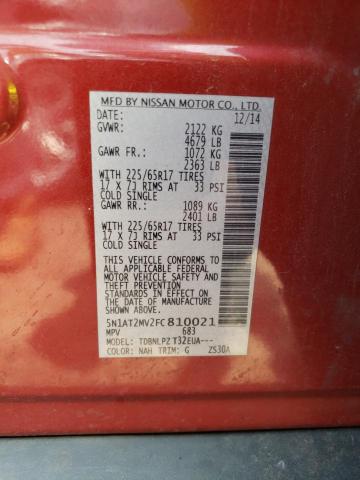 MFD BY NISSAN MOTOR CO., LTD.
DATE: 12/14
GVWR: 2122 KG
4679 LB
GAWR FR.: 1072 KG
2363 LB
WITH 225/65R17 TIRES
17 X 7J RIMS AT 33 PSI
COLD SINGLE
GAWR RR.: 1089 KG
2401 LB
WITH 225/65R17 TIRES
17 X 7J RIMS AT 33 PSI
COLD SINGLE
THIS VEHICLE CONFORMS TO ALL
APPLICABLE FEDERAL MOTOR
VEHICLE SAFETY, BUMPER, AND
THEFT PREVENTION
STANDARDS IN EFFECT ON
THE DATE OF MANUFACTURE
SHOWN ABOVE.
5N1AT2MV2FC810021
MPV 683
MODEL: TDBNLPZ T32EUA---
COLOR: NAH TRIM: G ZS30A